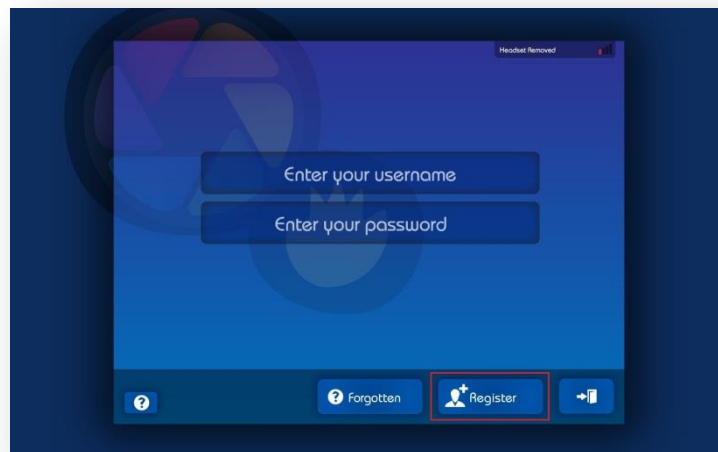 Headset Removed
Enter your username
Enter your password
? Forgotten
Register
?